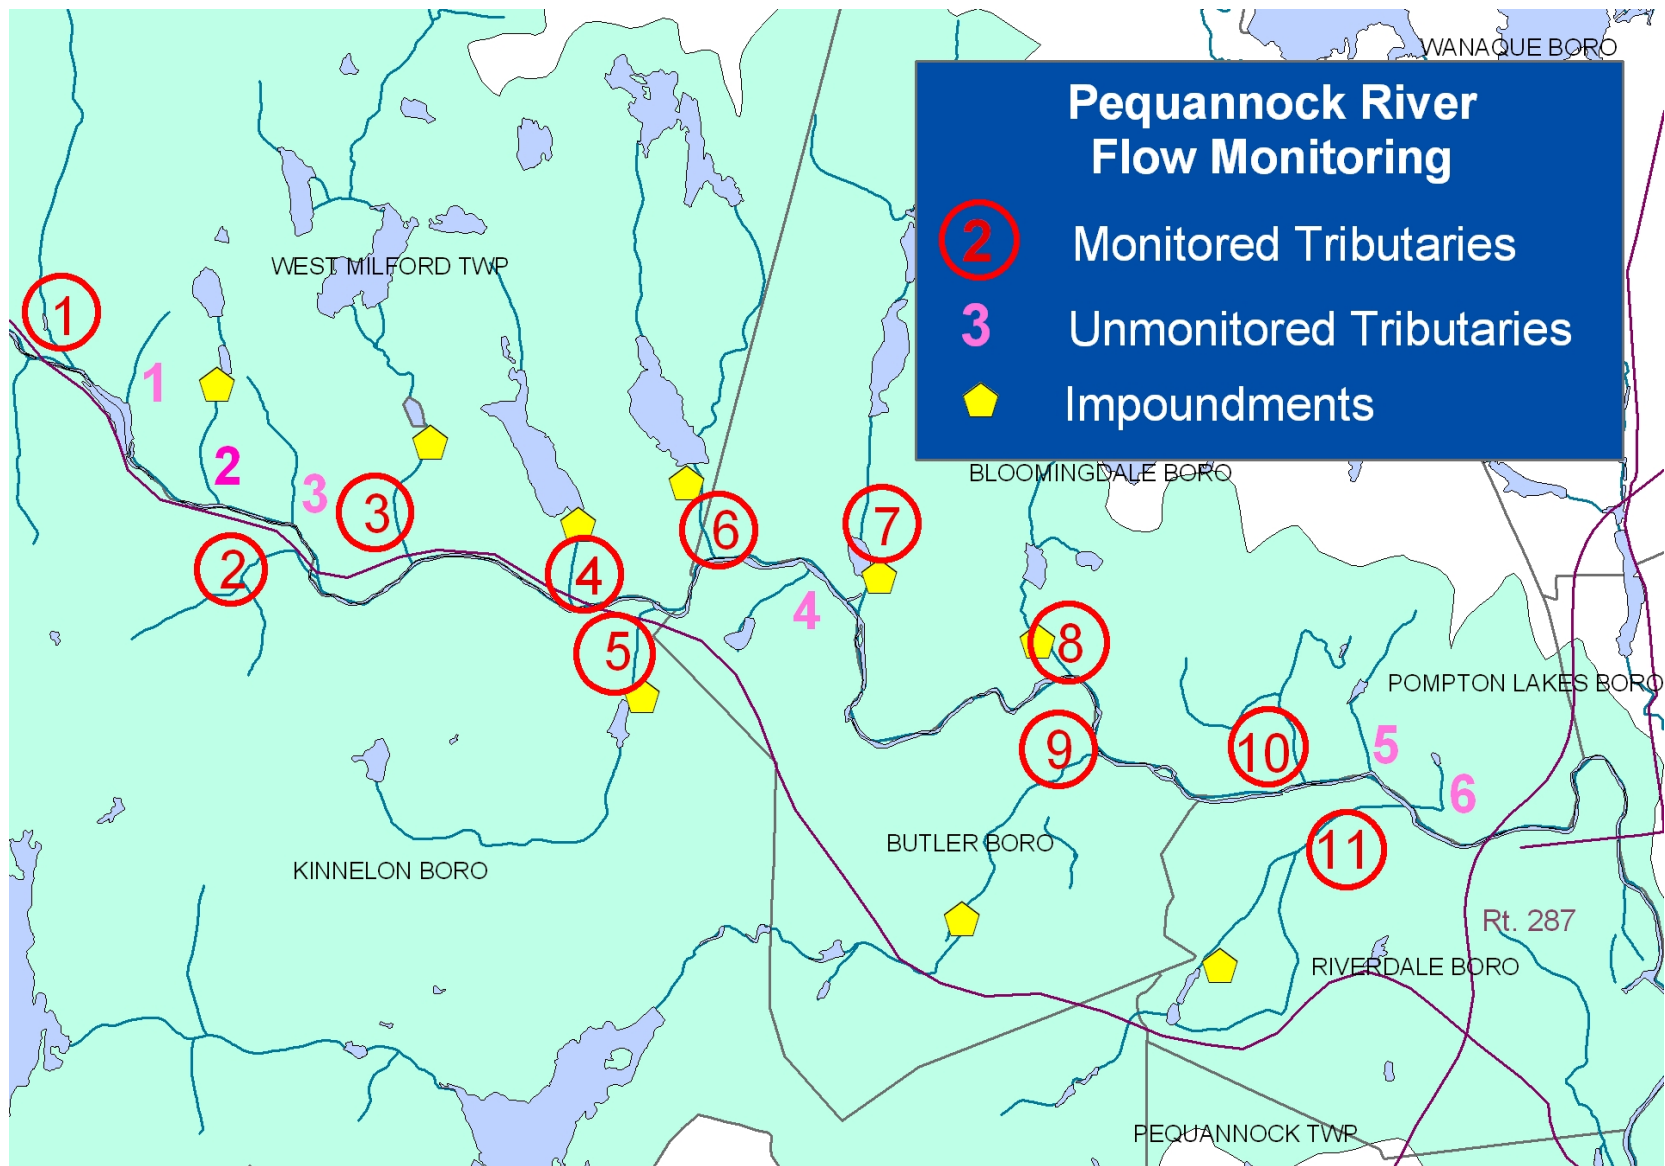 WANAQUE BORO
Pequannock River
Flow Monitoring
2 Monitored Tributaries
3 Unmonitored Tributaries
Impoundments
WEST MILFORD TWP
1
1
2
3
3
2
4
5
6
7
BLOOMINGDALE BORO
4
8
9
10
POMPTON LAKES BORO
5
6
11
BUTLER BORO
KINNELON BORO
Rt. 287
RIVERDALE BORO
PEQUANNOCK TWP